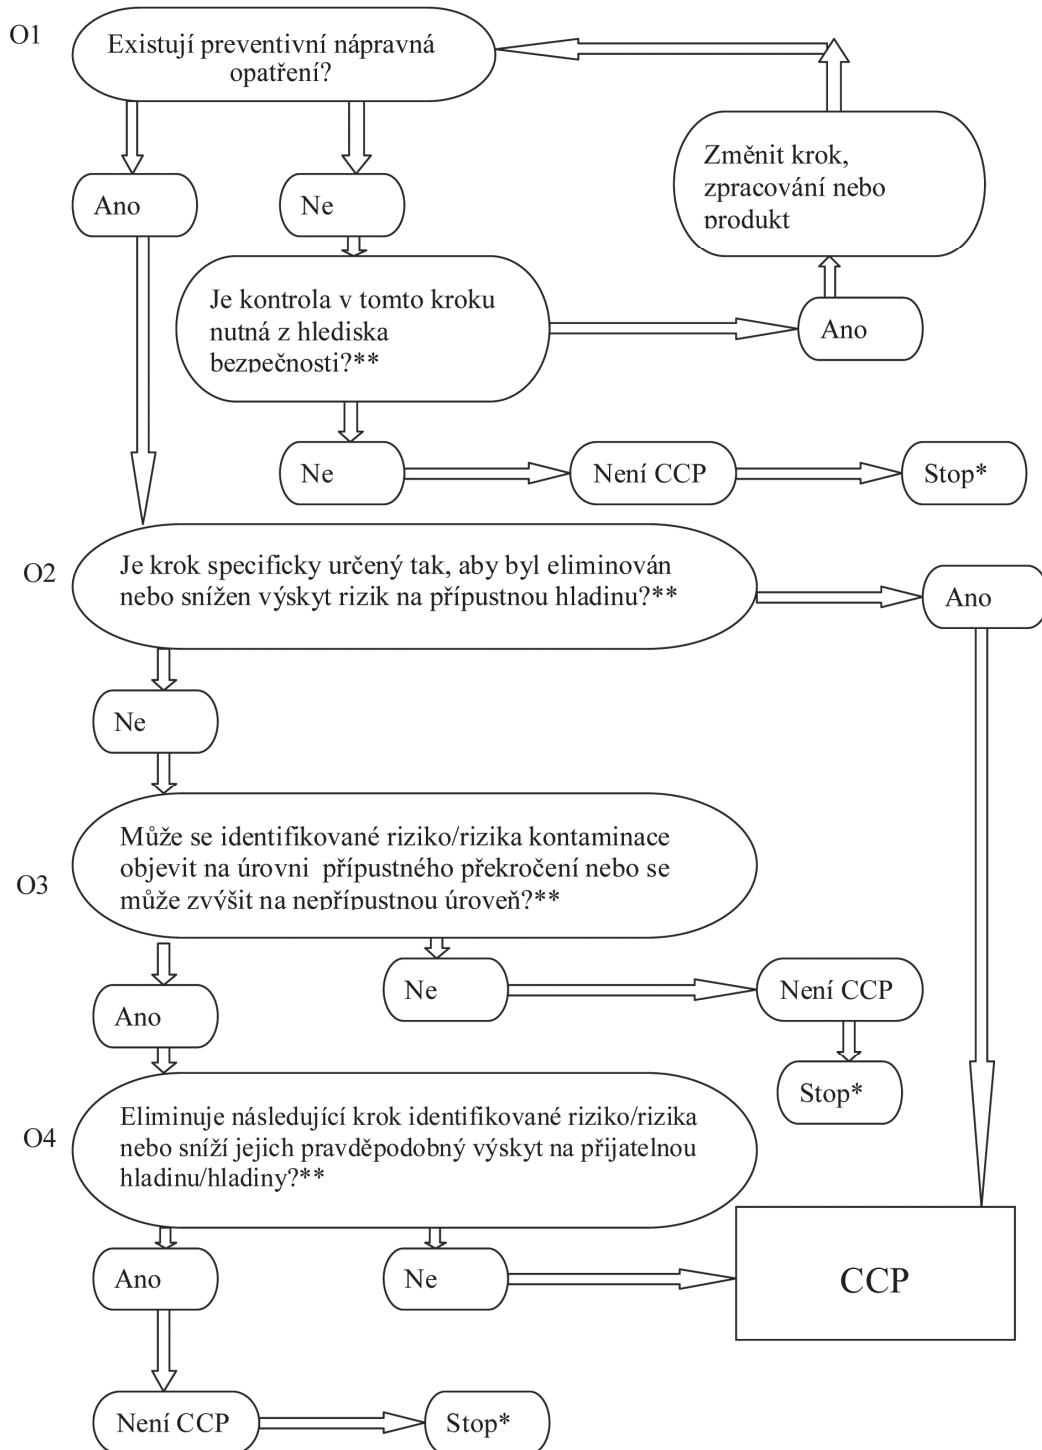 O1
Existují preventivní nápravná
opatření?
Změnit krok,
zpracování nebo
produkt
Ano
Ne
Je kontrola v tomto kroku
nutná z hlediska
bezpečnosti?**
Ano
Ne
Není CCP
Stop*
O2
Je krok specificky určený tak, aby byl eliminován
nebo snížen výskyt rizik na přípustnou hladinu?**
Ano
Ne
O3
Může se identifikované riziko/rizika kontaminace
objevit na úrovni přípustného překročení nebo se
může zvýšit na nepřípustnou úroveň?**
Ne
Není CCP
Ano
Stop*
O4
Eliminuje následující krok identifikované riziko/rizika
nebo sníží jejich pravděpodobný výskyt na přijatelnou
hladinu/hladiny?**
Ano
Ne
CCP
Není CCP
Stop*